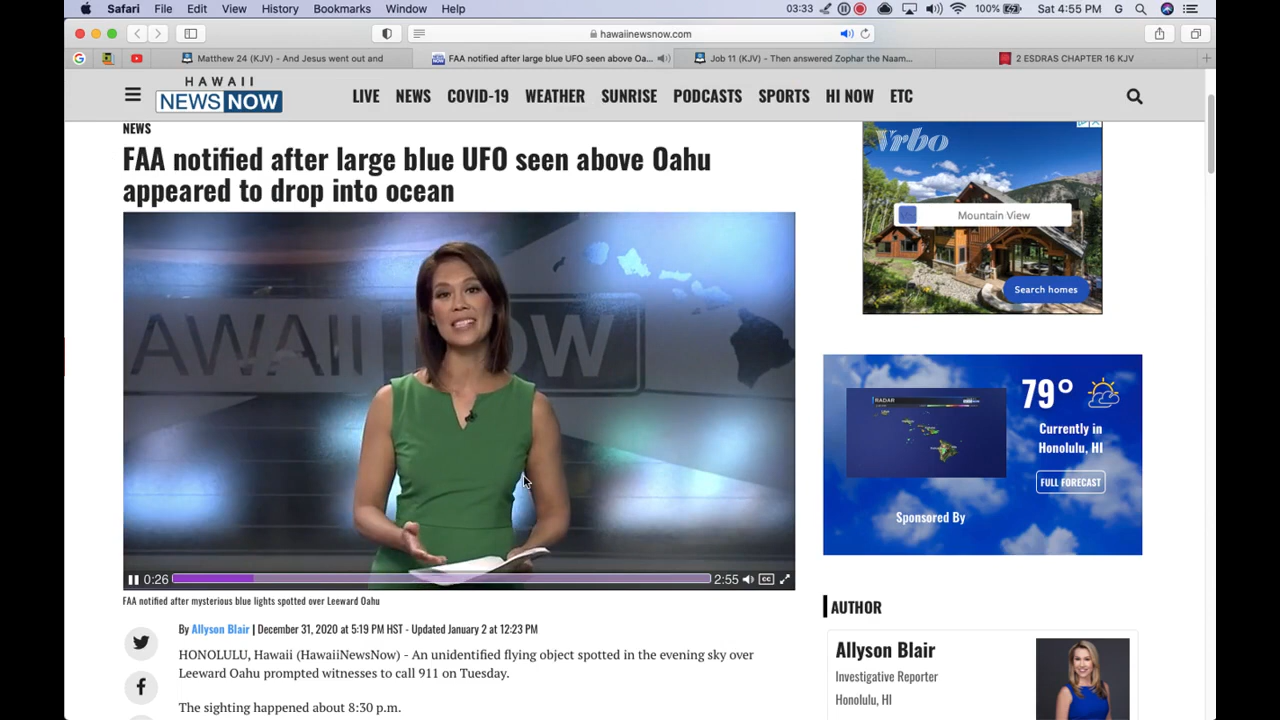 Safari File Edit View History Bookmarks Window Help 03:33 100% Sat 4:55 PM G
hawaiinewsnow.com
Matthew 24 (KJV) - And Jesus went out and
FAA notified after large blue UFO seen above Oa...
Job 11 (KJV) - Then answered Zophar the Naam...
2 ESDRAS CHAPTER 16 KJV
HAWAII
NEWS NOW
LIVE NEWS COVID-19 WEATHER SUNRISE PODCASTS SPORTS HI NOW ETC
NEWS
FAA notified after large blue UFO seen above Oahu
appeared to drop into ocean
AWAII NOW
0:26 2:55 CC
FAA notified after mysterious blue lights spotted over Leeward Oahu
By Allyson Blair | December 31, 2020 at 5:19 PM HST - Updated January 2 at 12:23 PM
HONOLULU, Hawaii (HawaiiNewsNow) - An unidentified flying object spotted in the evening sky over
Leeward Oahu prompted witnesses to call 911 on Tuesday.
The sighting happened about 8:30 p.m.
Vrbo
Mountain View
Search homes
RADAR
79°
Currently in
Honolulu, HI
FULL FORECAST
Sponsored By
AUTHOR
Allyson Blair
Investigative Reporter
Honolulu, HI